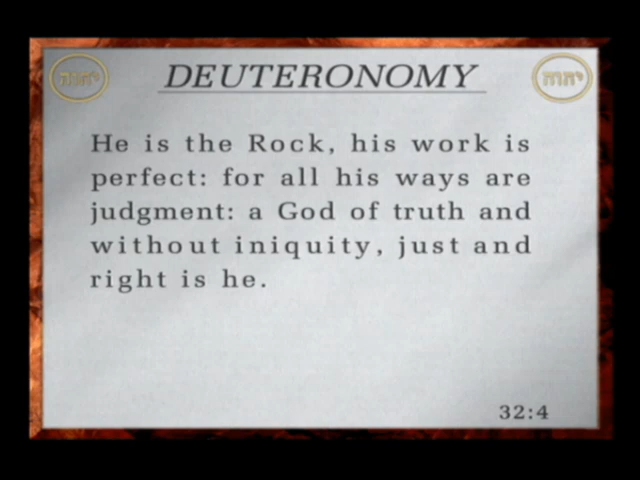 יהוה DEUTERONOMY יהוה
He is the Rock, his work is
perfect: for all his ways are
judgment: a God of truth and
without iniquity, just and
right is he.
32:4